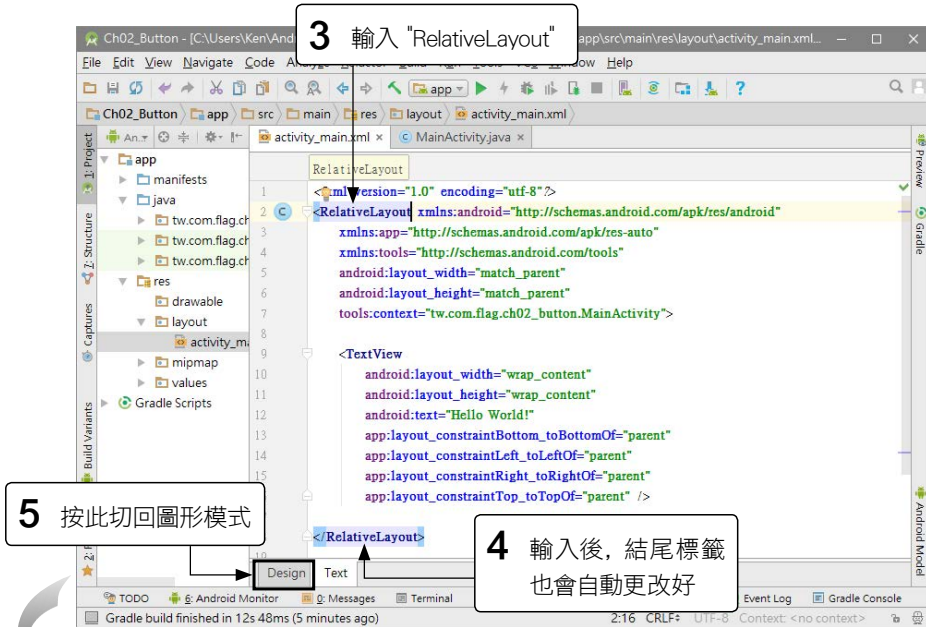 3 輸入 "RelativeLayout"
Ch02_Button - [C:\Users\Ken\And app\src\main\res\layout\activity_main.xml...
File Edit View Navigate Code Help
app
Ch02_Button app src main res layout activity_main.xml
1: Project
An...
activity_main.xml × MainActivity.java ×
Preview
RelativeLayout
app
manifests
java
tw.com.flag.ch
tw.com.flag.ch
tw.com.flag.ch
res
drawable
layout
activity_ma
mipmap
values
Gradle Scripts
7: Structure
Captures
Build Variants
Gradle
Android Model
1 version="1.0" encoding="utf-8"?>
2 <RelativeLayout xmlns:android="http://schemas.android.com/apk/res/android"
3 xmlns:app="http://schemas.android.com/apk/res-auto"
4 xmlns:tools="http://schemas.android.com/tools"
5 android:layout_width="match_parent"
6 android:layout_height="match_parent"
7 tools:context="tw.com.flag.ch02_button.MainActivity">
8
9 <TextView
10 android:layout_width="wrap_content"
11 android:layout_height="wrap_content"
12 android:text="Hello World!"
13 app:layout_constraintBottom_toBottomOf="parent"
14 app:layout_constraintLeft_toLeftOf="parent"
15 app:layout_constraintRight_toRightOf="parent"
app:layout_constraintTop_toTopOf="parent" />
</RelativeLayout>
5 按此切回圖形模式
4 輸入後, 結尾標籤
也會自動更改好
Design Text
TODO 6: Android Monitor 0: Messages Terminal Event Log Gradle Console
Gradle build finished in 12s 48ms (5 minutes ago) 2:16 CRLF UTF-8 Context: <no context>